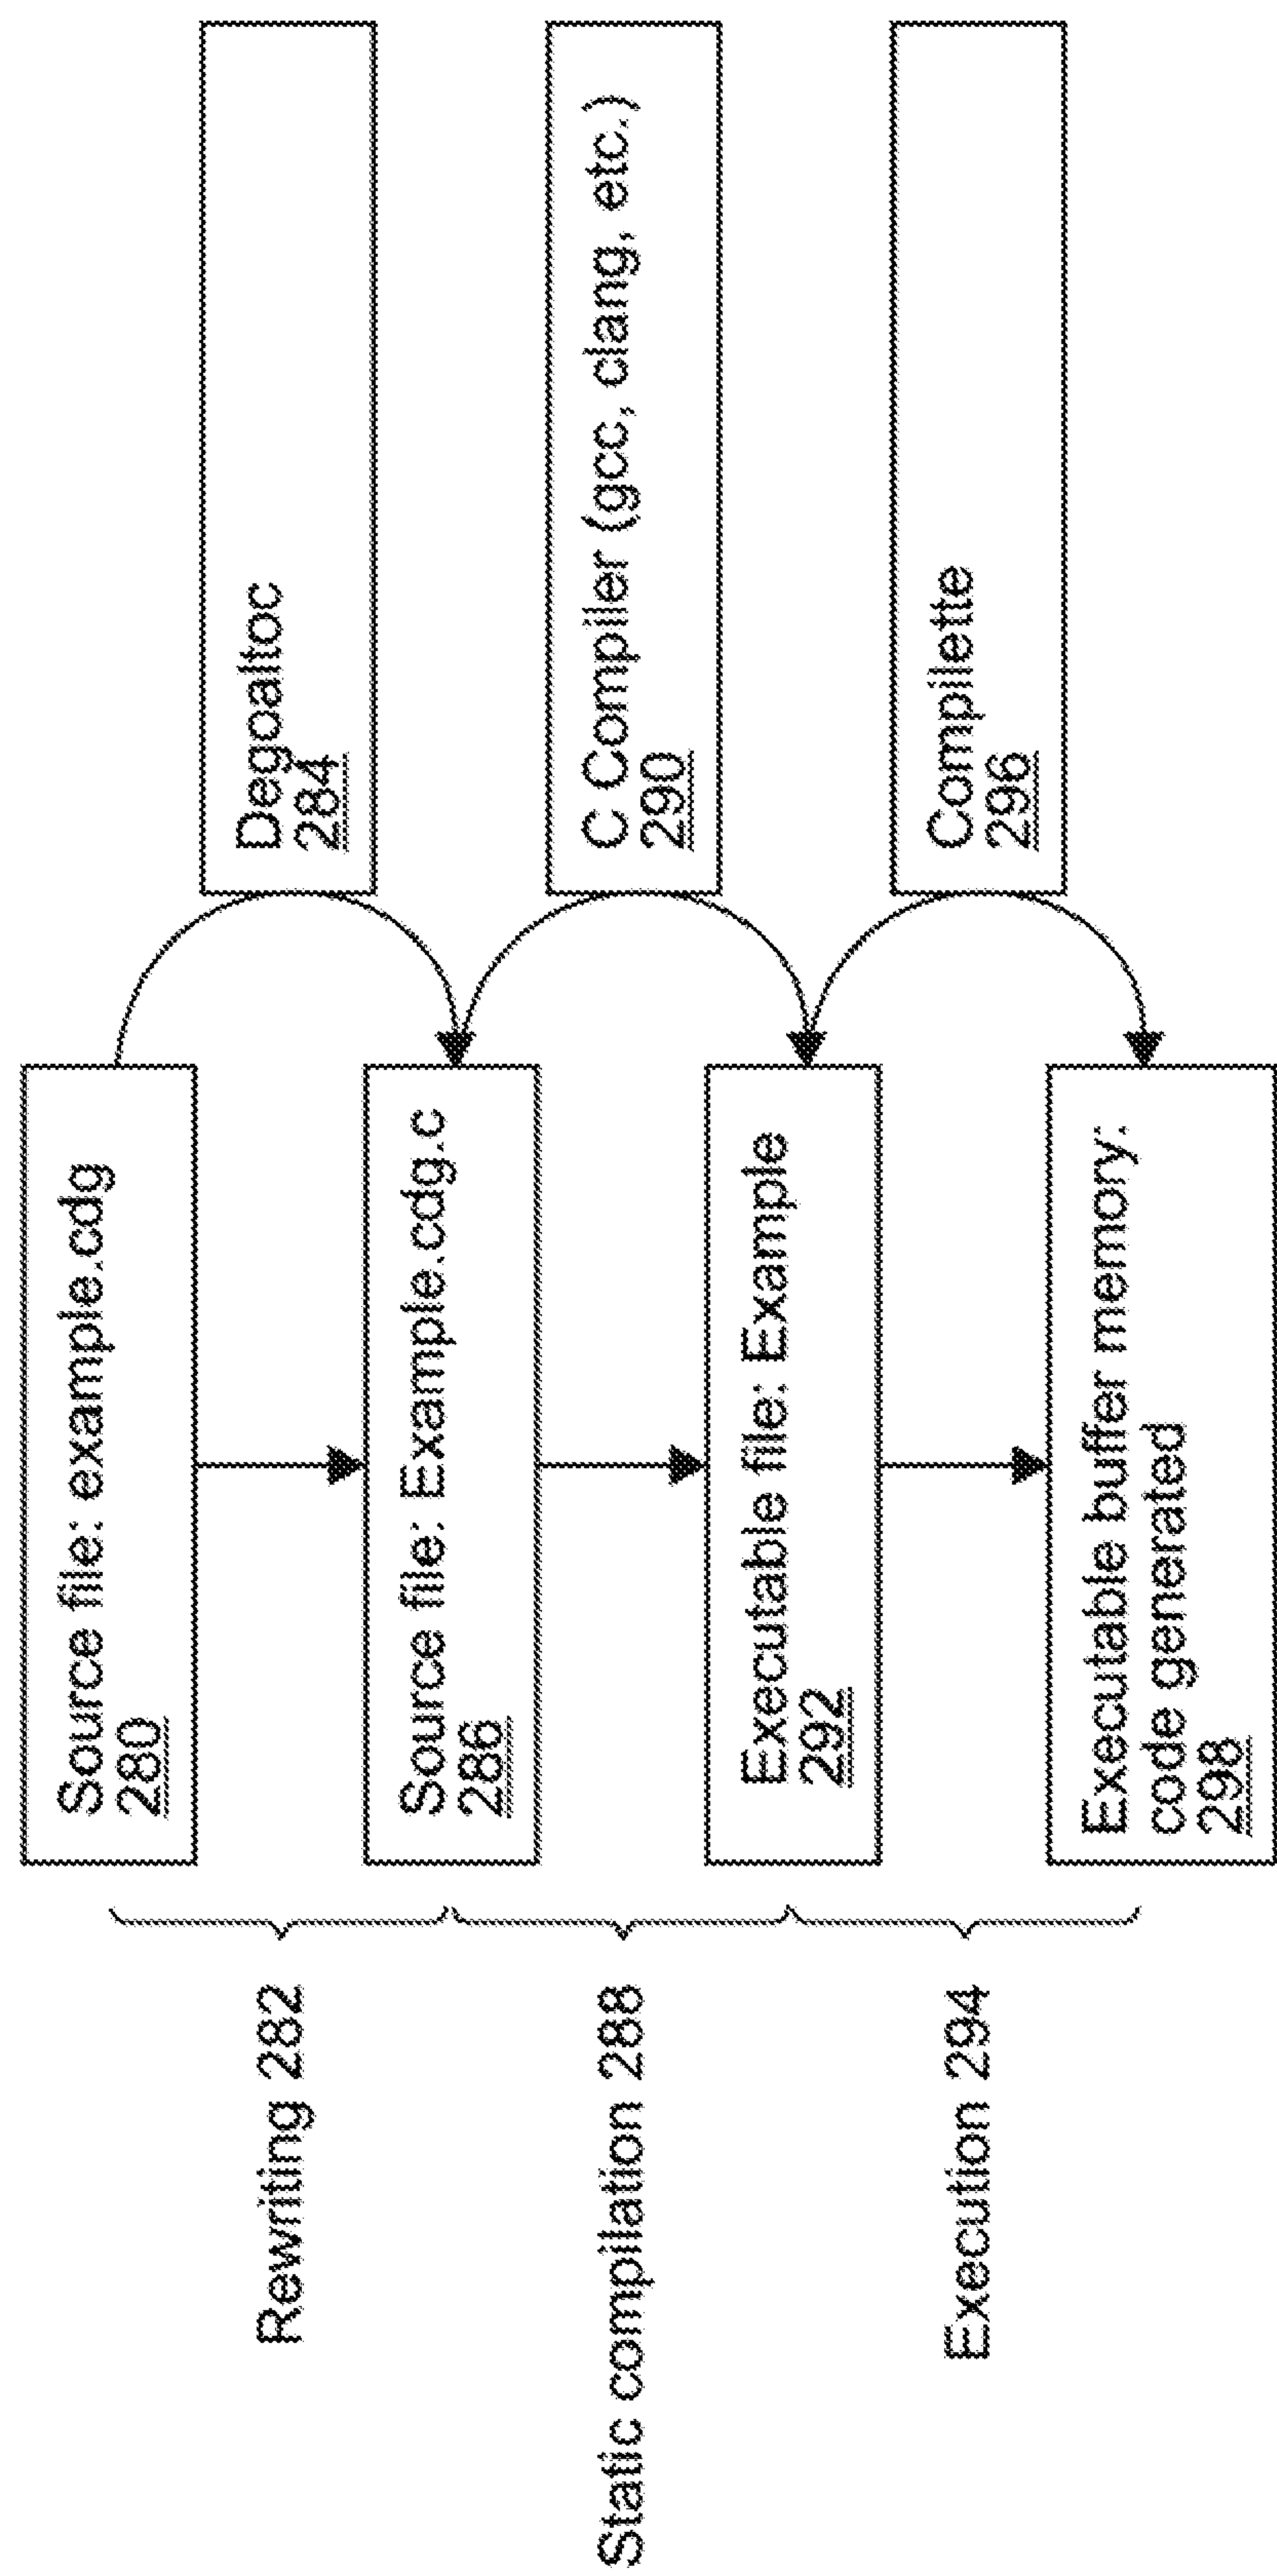 Rewriting 282
Source file: example.cdg
280
Degoaltoc
284
Static compilation 288
Source file: Example.cdg.c
286
C Compiler (gcc, clang, etc.)
290
Execution 294
Executable file: Example
292
Compilette
296
Executable buffer memory:
code generated
298